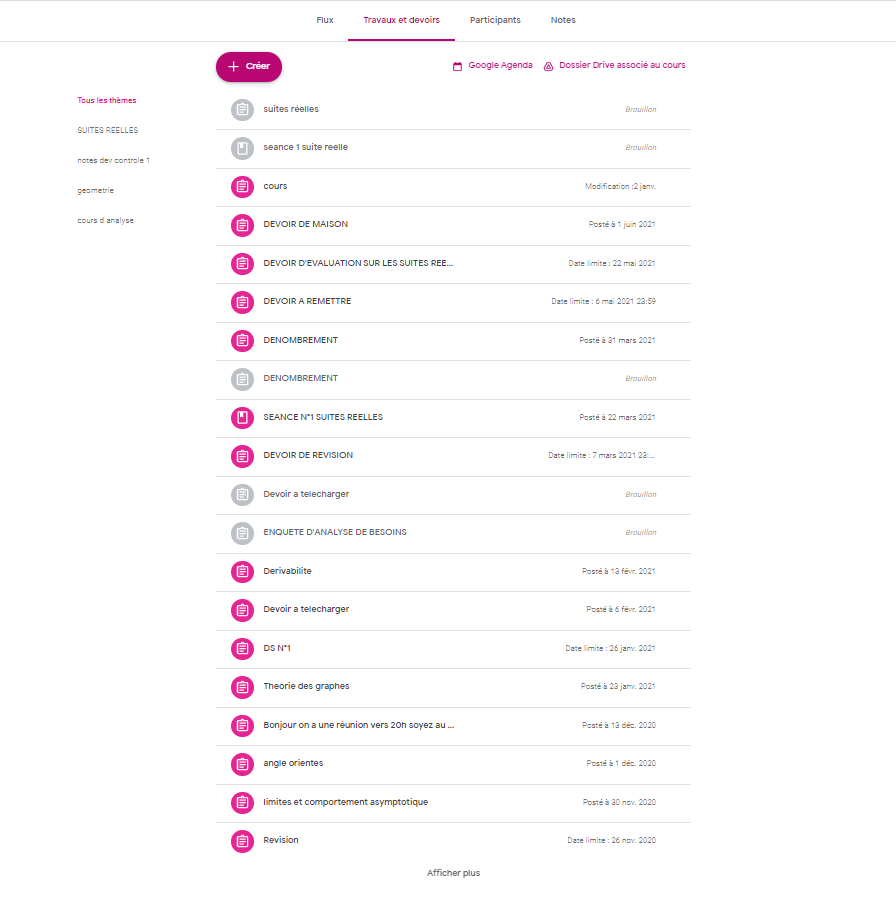 Flux Travaux et devoirs Participants Notes
Créer Google Agenda Dossier Drive associé au cours
Tous les thèmes
SUITES REELLES
notes dev controle 1
geometrie
cours d analyse
suites réelles Brouillon
seance 1 suite reelle Brouillon
cours Modification :2 janv.
DEVOIR DE MAISON Posté à 1 juin 2021
DEVOIR D'EVALUATION SUR LES SUITES REE... Date limite : 22 mai 2021
DEVOIR A REMETTRE Date limite : 6 mai 2021 23:59
DENOMBREMENT Posté à 31 mars 2021
DENOMBREMENT Brouillon
SEANCE N°1 SUITES REELLES Posté à 22 mars 2021
DEVOIR DE REVISION Date limite : 7 mars 2021 23:...
Devoir a telecharger Brouillon
ENQUETE D'ANALYSE DE BESOINS Brouillon
Derivabilite Posté à 13 févr. 2021
Devoir a telecharger Posté à 6 févr. 2021
DS N°1 Date limite : 26 janv. 2021
Theorie des graphes Posté à 23 janv. 2021
Bonjour on a une réunion vers 20h soyez au ... Posté à 13 déc. 2020
angle orientes Posté à 1 déc. 2020
limites et comportement asymptotique Posté à 30 nov. 2020
Revision Date limite : 26 nov. 2020
Afficher plus